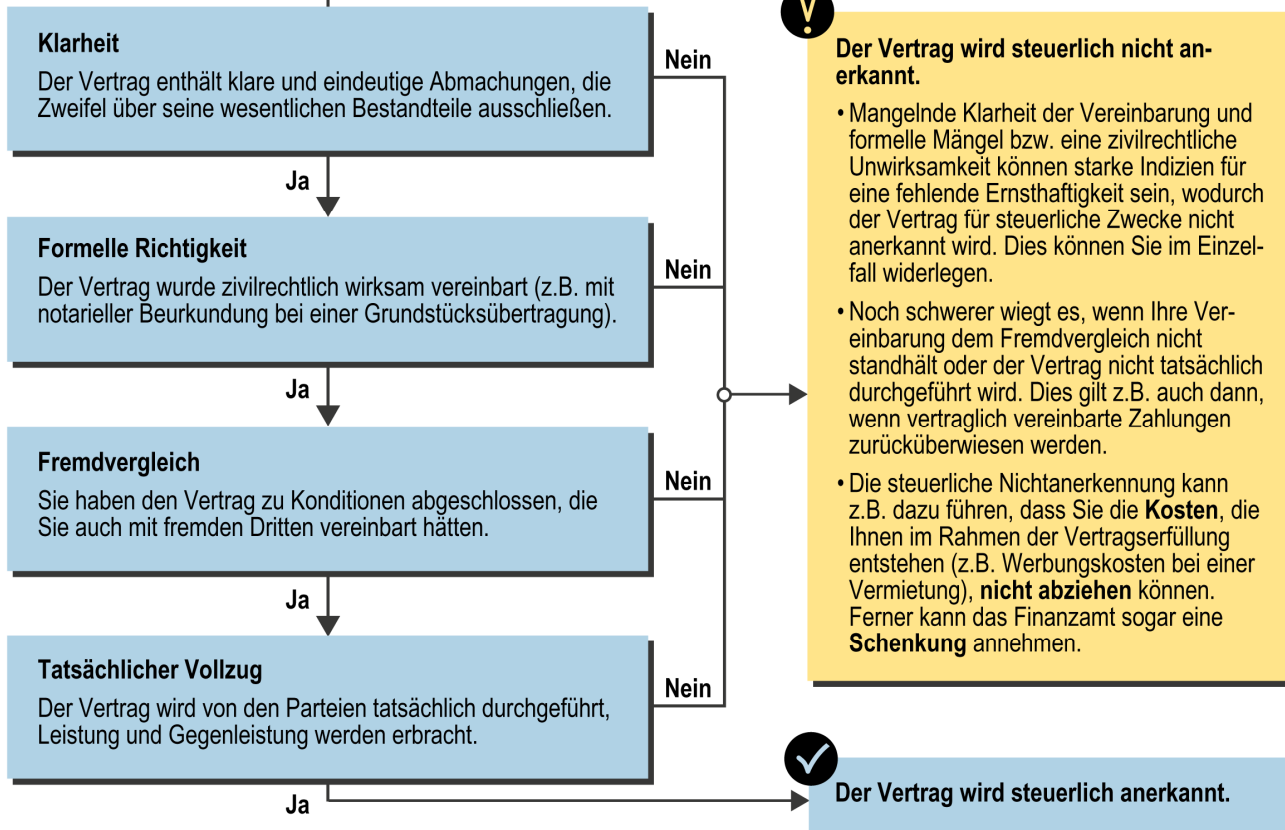 Klarheit
Der Vertrag enthält klare und eindeutige Abmachungen, die
Zweifel über seine wesentlichen Bestandteile ausschließen.
Nein
Ja
Formelle Richtigkeit
Der Vertrag wurde zivilrechtlich wirksam vereinbart (z.B. mit
notarieller Beurkundung bei einer Grundstücksübertragung).
Nein
Ja
Fremdvergleich
Sie haben den Vertrag zu Konditionen abgeschlossen, die
Sie auch mit fremden Dritten vereinbart hätten.
Nein
Ja
Tatsächlicher Vollzug
Der Vertrag wird von den Parteien tatsächlich durchgeführt,
Leistung und Gegenleistung werden erbracht.
Nein
Ja
Der Vertrag wird steuerlich nicht an-
erkannt.
• Mangelnde Klarheit der Vereinbarung und
formelle Mängel bzw. eine zivilrechtliche
Unwirksamkeit können starke Indizien für
eine fehlende Ernsthaftigkeit sein, wodurch
der Vertrag für steuerliche Zwecke nicht
anerkannt wird. Dies können Sie im Einzel-
fall widerlegen.
• Noch schwerer wiegt es, wenn Ihre Ver-
einbarung dem Fremdvergleich nicht
standhält oder der Vertrag nicht tatsächlich
durchgeführt wird. Dies gilt z.B. auch dann,
wenn vertraglich vereinbarte Zahlungen
zurücküberwiesen werden.
• Die steuerliche Nichtanerkennung kann
z.B. dazu führen, dass Sie die Kosten, die
Ihnen im Rahmen der Vertragserfüllung
entstehen (z.B. Werbungskosten bei einer
Vermietung), nicht abziehen können.
Ferner kann das Finanzamt sogar eine
Schenkung annehmen.
Der Vertrag wird steuerlich anerkannt.